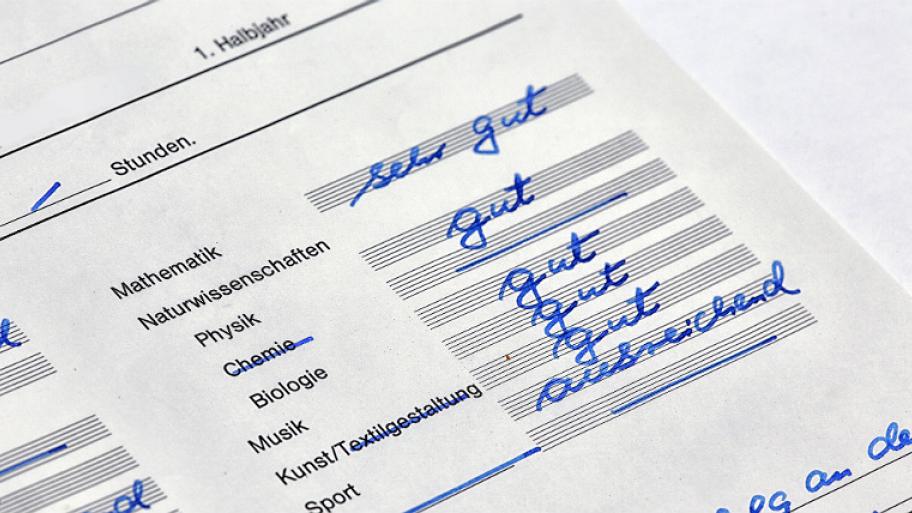 1. Halbjahr
Stunden.
Mathematik sehr gut
Naturwissenschaften gut
Physik
Chemie gut
Biologie gut
Musik gut
Kunst/Textilgestaltung ausreichend
Sport
an de